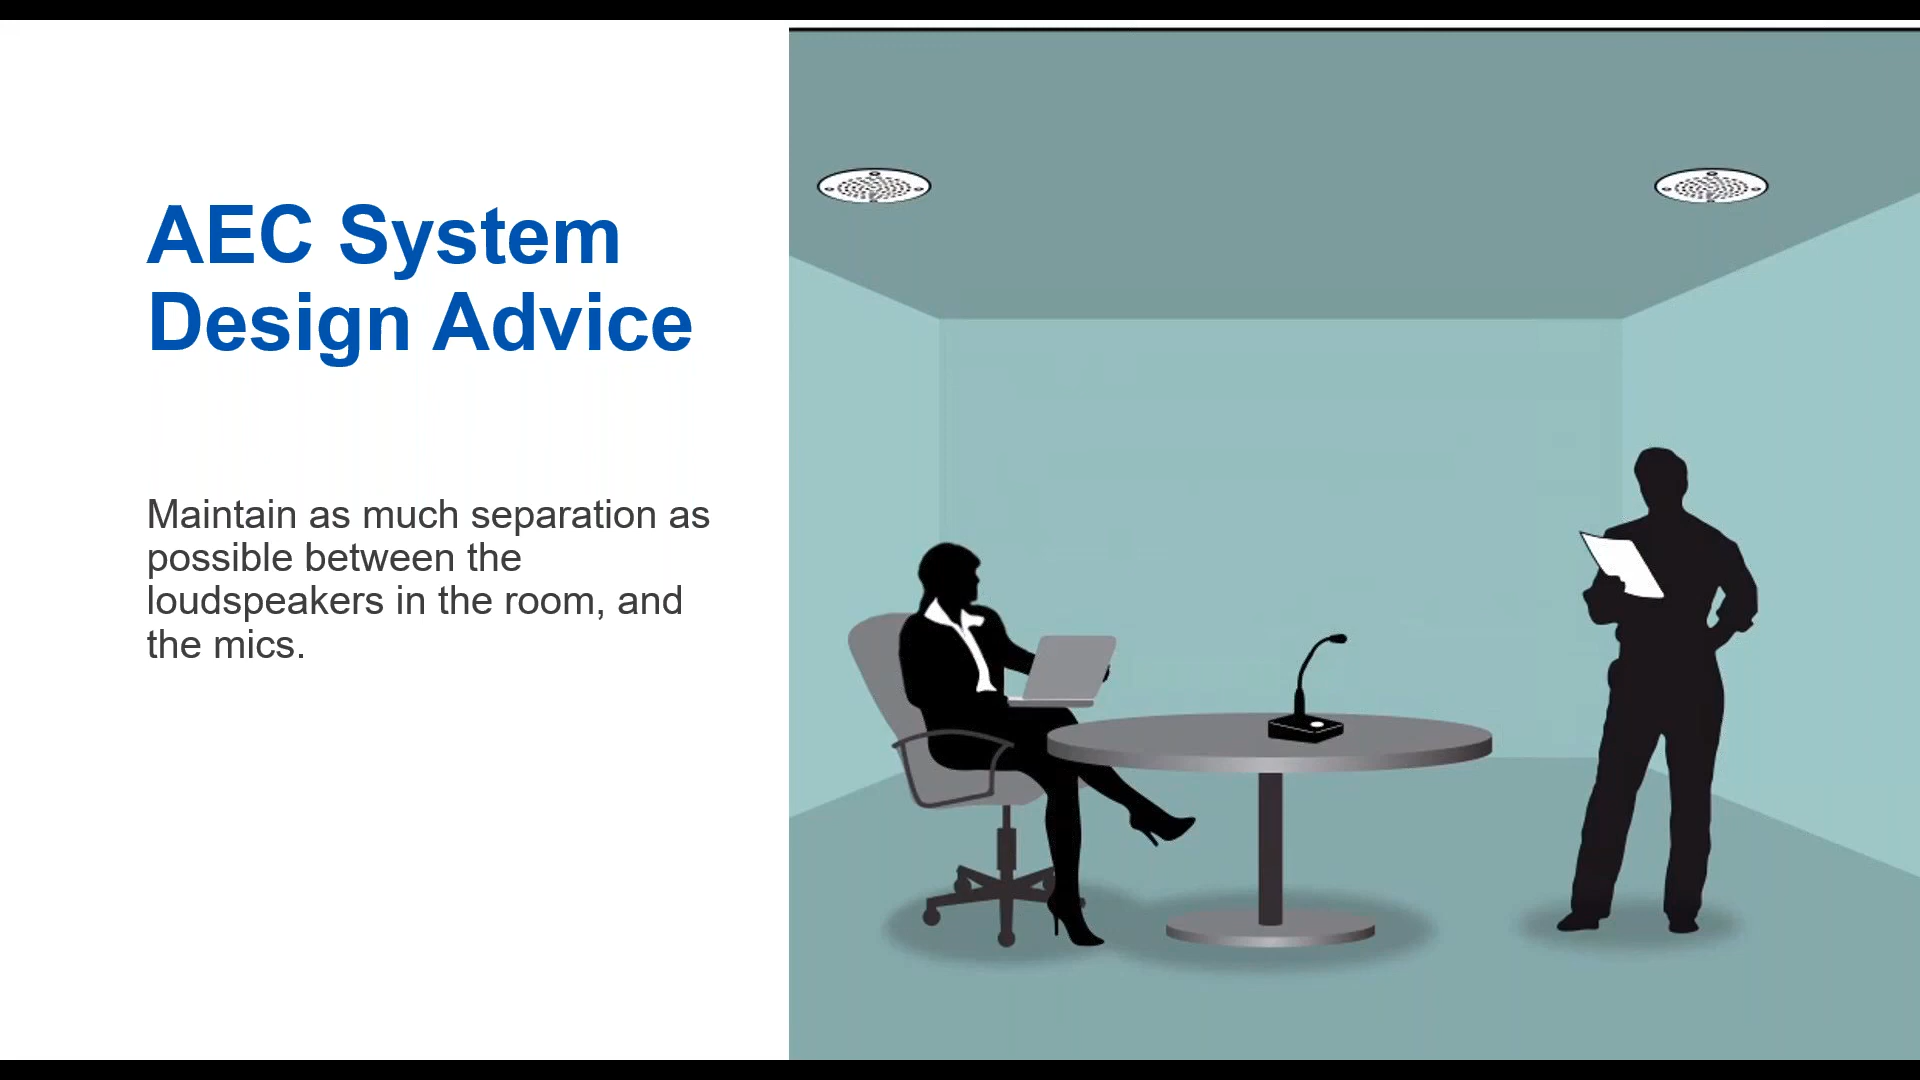 AEC System
Design Advice
Maintain as much separation as
possible between the
loudspeakers in the room, and
the mics.